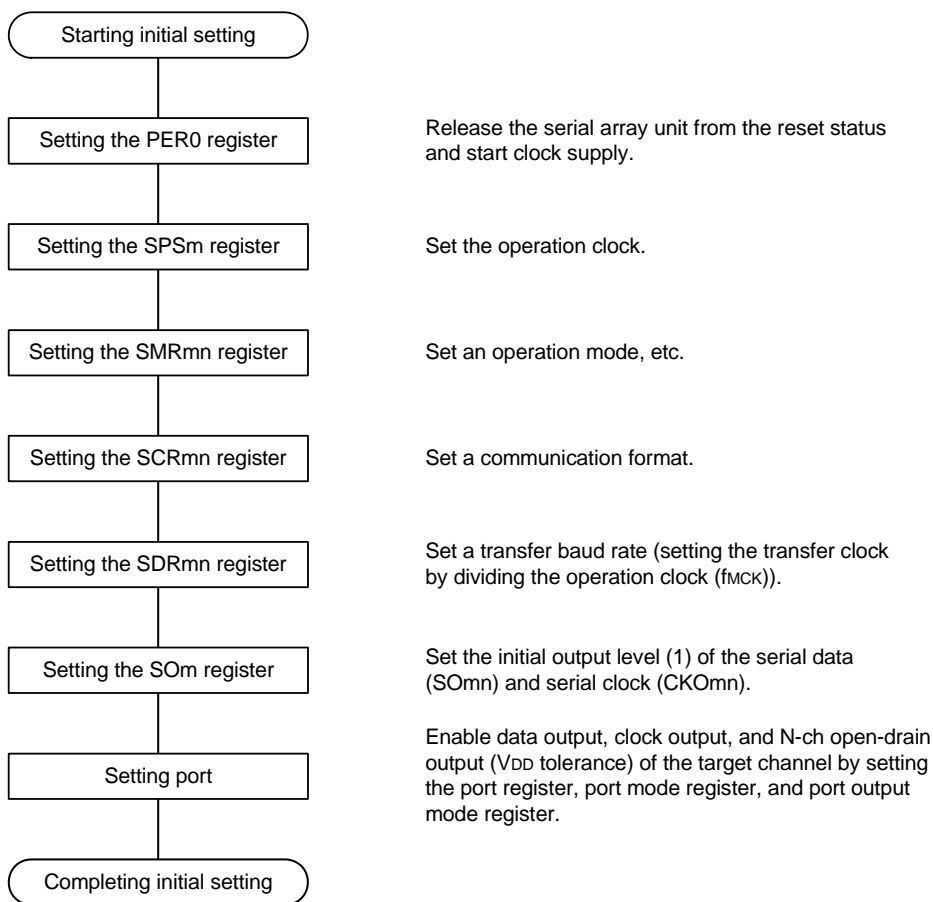 Starting initial setting
Setting the PER0 register
Release the serial array unit from the reset status
and start clock supply.
Setting the SPSm register
Set the operation clock.
Setting the SMRmn register
Set an operation mode, etc.
Setting the SCRmn register
Set a communication format.
Setting the SDRmn register
Set a transfer baud rate (setting the transfer clock
by dividing the operation clock (fMCK)).
Setting the SOm register
Set the initial output level (1) of the serial data
(SOmn) and serial clock (CKOmn).
Setting port
Enable data output, clock output, and N-ch open-drain
output (VDD tolerance) of the target channel by setting
the port register, port mode register, and port output
mode register.
Completing initial setting